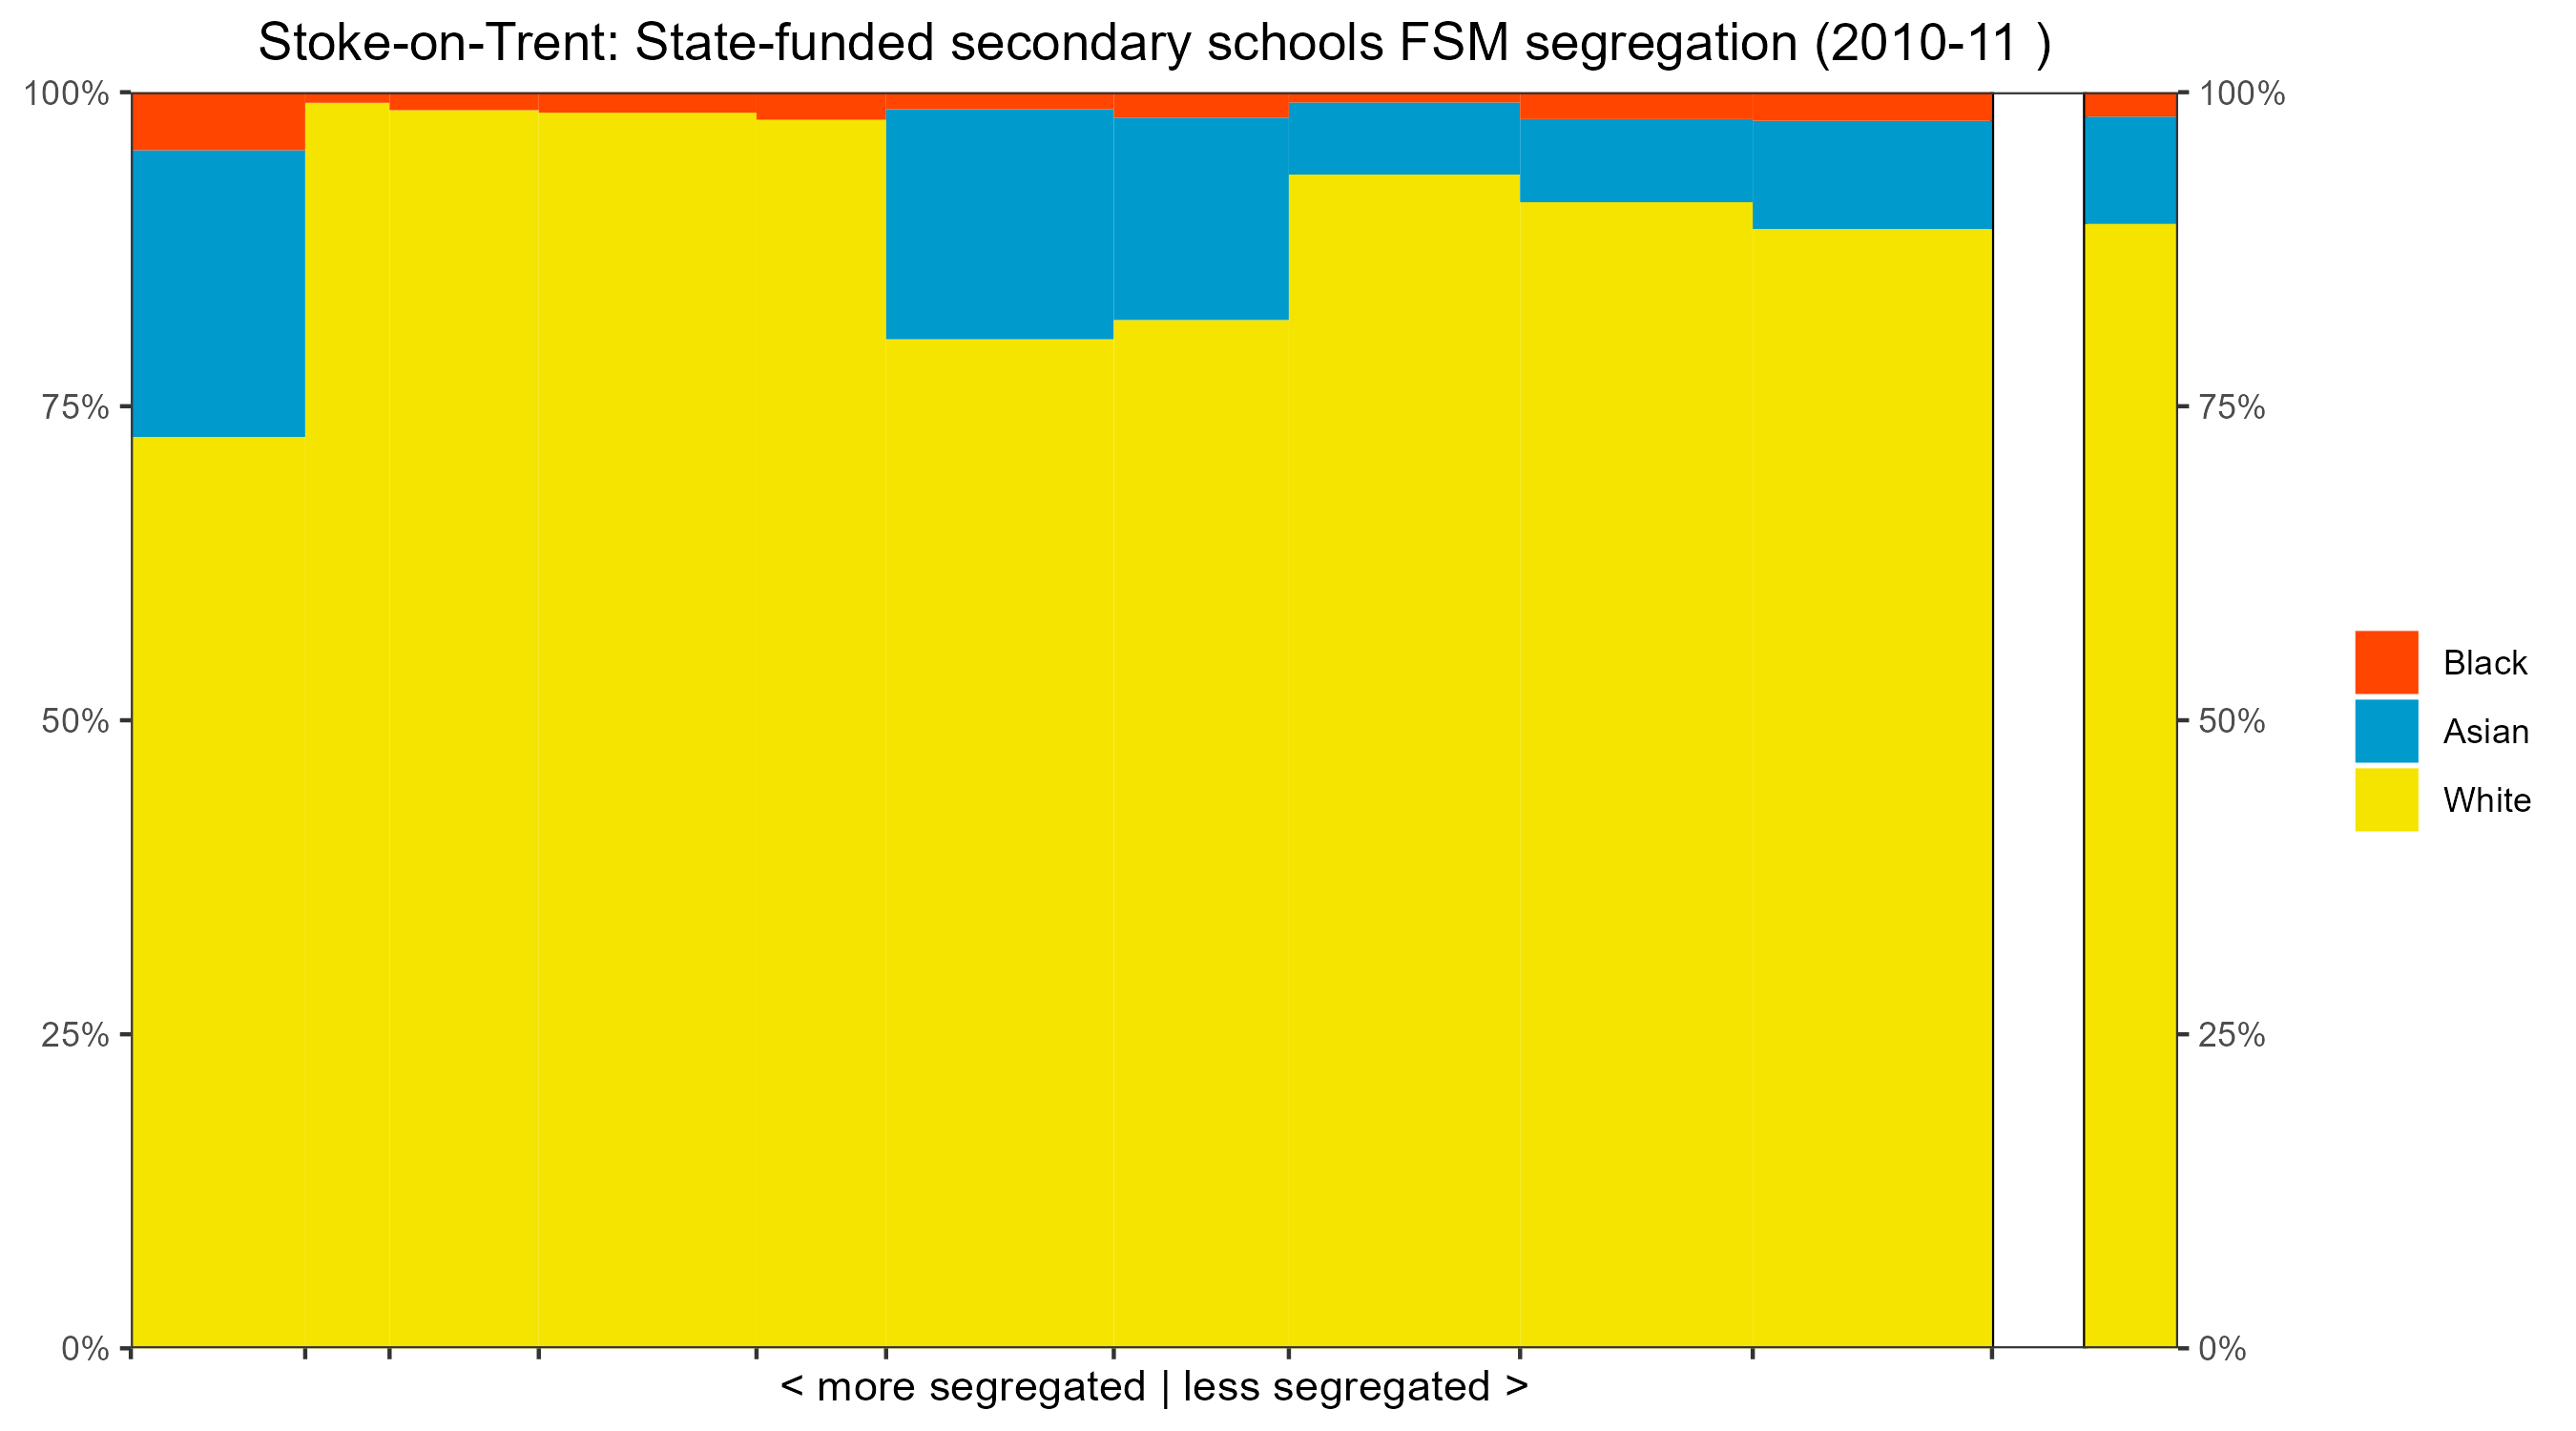 Stoke-on-Trent: State-funded secondary schools FSM segregation (2010-11 )
100%
75%
50%
25%
0%
100%
75%
50%
25%
0%
Black
Asian
White
< more segregated | less segregated >